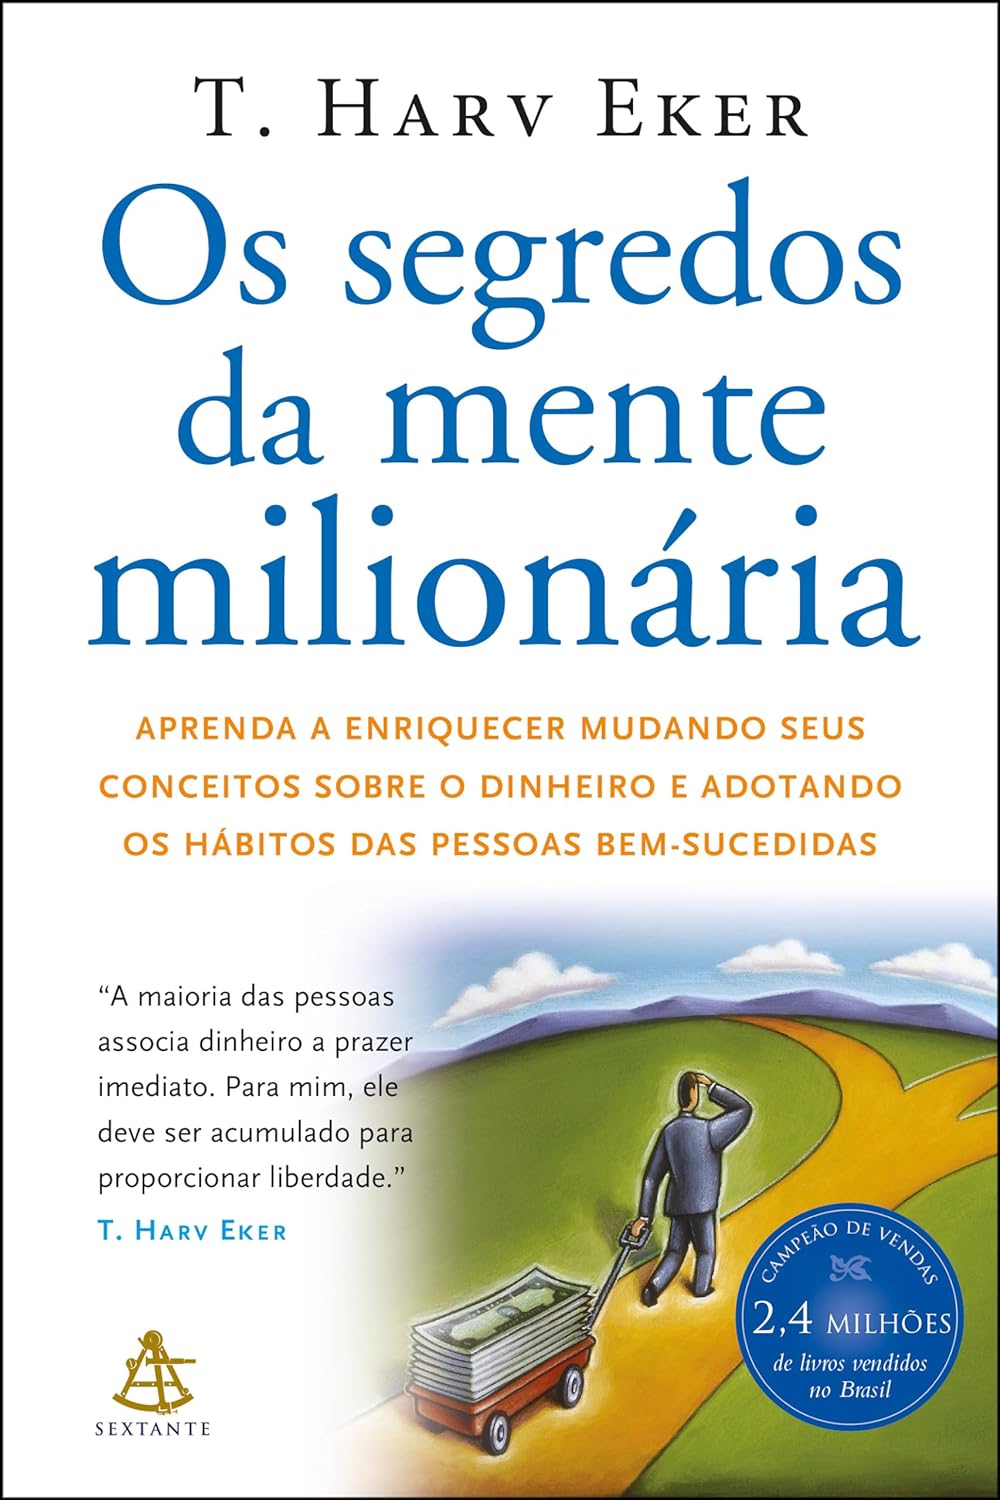 T. HARV EKER
Os segredos
da mente
milionária
APRENDA A ENRIQUECER MUDANDO SEUS
CONCEITOS SOBRE O DINHEIRO E ADOTANDO
OS HÁBITOS DAS PESSOAS BEM-SUCEDIDAS
“A maioria das pessoas
associa dinheiro a prazer
imediato. Para mim, ele
deve ser acumulado para
proporcionar liberdade.”
T. HARV EKER
SEXTANTE
CAMPEÃO DE VENDAS
2,4 MILHÕES
de livros vendidos
no Brasil